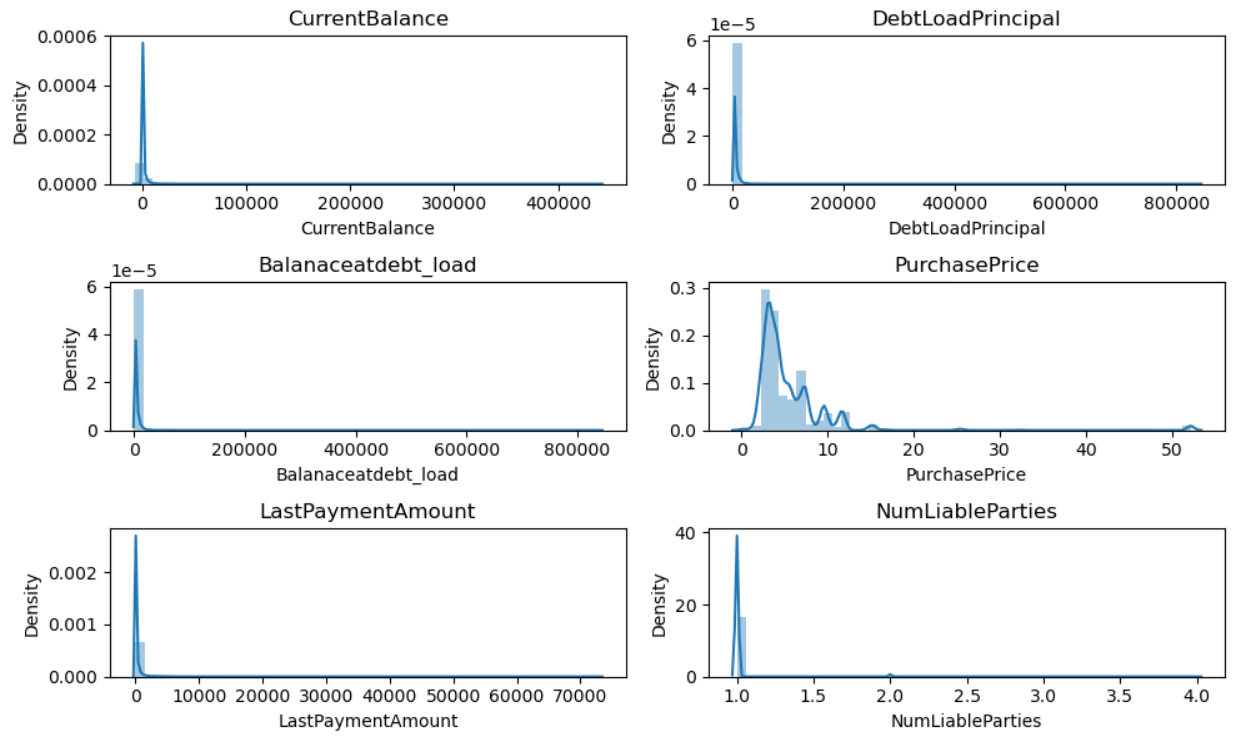 CurrentBalance
0.0006
0.0004
0.0002
0.0000
Density
0 100000 200000 300000 400000
CurrentBalance
DebtLoadPrincipal
1e−5
6
4
2
0
Density
0 200000 400000 600000 800000
DebtLoadPrincipal
Balanaceatdebt_load
1e−5
6
4
2
0
Density
0 200000 400000 600000 800000
Balanaceatdebt_load
PurchasePrice
0.3
0.2
0.1
0.0
Density
0 10 20 30 40 50
PurchasePrice
LastPaymentAmount
0.002
0.001
0.000
Density
0 10000 20000 30000 40000 50000 60000 70000
LastPaymentAmount
NumLiableParties
40
20
0
Density
1.0 1.5 2.0 2.5 3.0 3.5 4.0
NumLiableParties